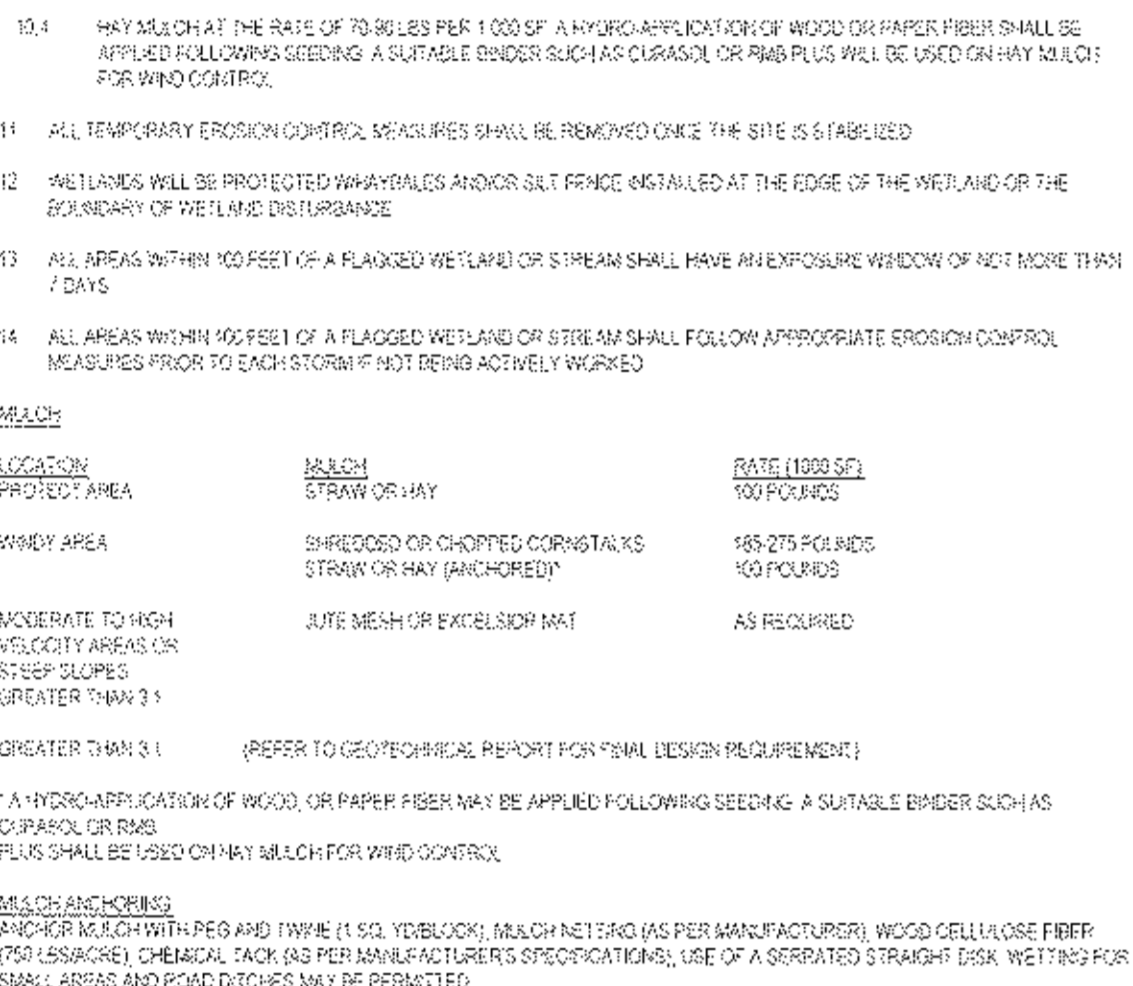 10.4 HAY MULCH AT THE RATE OF 70-90 LBS PER 1 000 SF A HYDRO-APPLICATION OF WOOD OR PAPER FIBER SHALL BE
APPLIED FOLLOWING SEEDING A SUITABLE BINDER SUCH AS CURASOL OR RMB PLUS WILL BE USED ON HAY MULCH
FOR WIND CONTROL
11 ALL TEMPORARY EROSION CONTROL MEASURES SHALL BE REMOVED ONCE THE SITE IS STABILIZED
12 WETLANDS WILL BE PROTECTED W/HAYBALES AND/OR SILT FENCE INSTALLED AT THE EDGE OF THE WETLAND OR THE
BOUNDARY OF WETLAND DISTURBANCE
13 ALL AREAS WITHIN 100 FEET OF A FLAGGED WETLAND OR STREAM SHALL HAVE AN EXPOSURE WINDOW OF NOT MORE THAN
7 DAYS
14 ALL AREAS WITHIN 100 FEET OF A FLAGGED WETLAND OR STREAM SHALL FOLLOW APPROPRIATE EROSION CONTROL
MEASURES PRIOR TO EACH STORM IF NOT BEING ACTIVELY WORKED
MULCH
LOCATION MULCH RATE (1000 SF)
PROTECT AREA STRAW OR HAY 100 POUNDS
WINDY AREA SHREDDED OR CHOPPED CORNSTALKS 185-275 POUNDS
STRAW OR HAY (ANCHORED)* 100 POUNDS
MODERATE TO HIGH JUTE MESH OR EXCELSIOR MAT AS REQUIRED
VELOCITY AREAS OR
STEEP SLOPES
GREATER THAN 3:1
GREATER THAN 3:1 (REFER TO GEOTECHNICAL REPORT FOR FINAL DESIGN REQUIREMENT)
* A HYDRO-APPLICATION OF WOOD, OR PAPER FIBER MAY BE APPLIED FOLLOWING SEEDING A SUITABLE BINDER SUCH AS
CURASOL OR RMB
PLUS SHALL BE USED ON HAY MULCH FOR WIND CONTROL
MULCH ANCHORING
ANCHOR MULCH WITH PEG AND TWINE (1 SQ. YD/BLOCK), MULCH NETTING (AS PER MANUFACTURER), WOOD CELLULOSE FIBER
(750 LBS/ACRE), CHEMICAL TACK (AS PER MANUFACTURER'S SPECIFICATIONS), USE OF A SERRATED STRAIGHT DISK WETTING FOR
SMALL AREAS AND ROAD DITCHES MAY BE PERMITTED